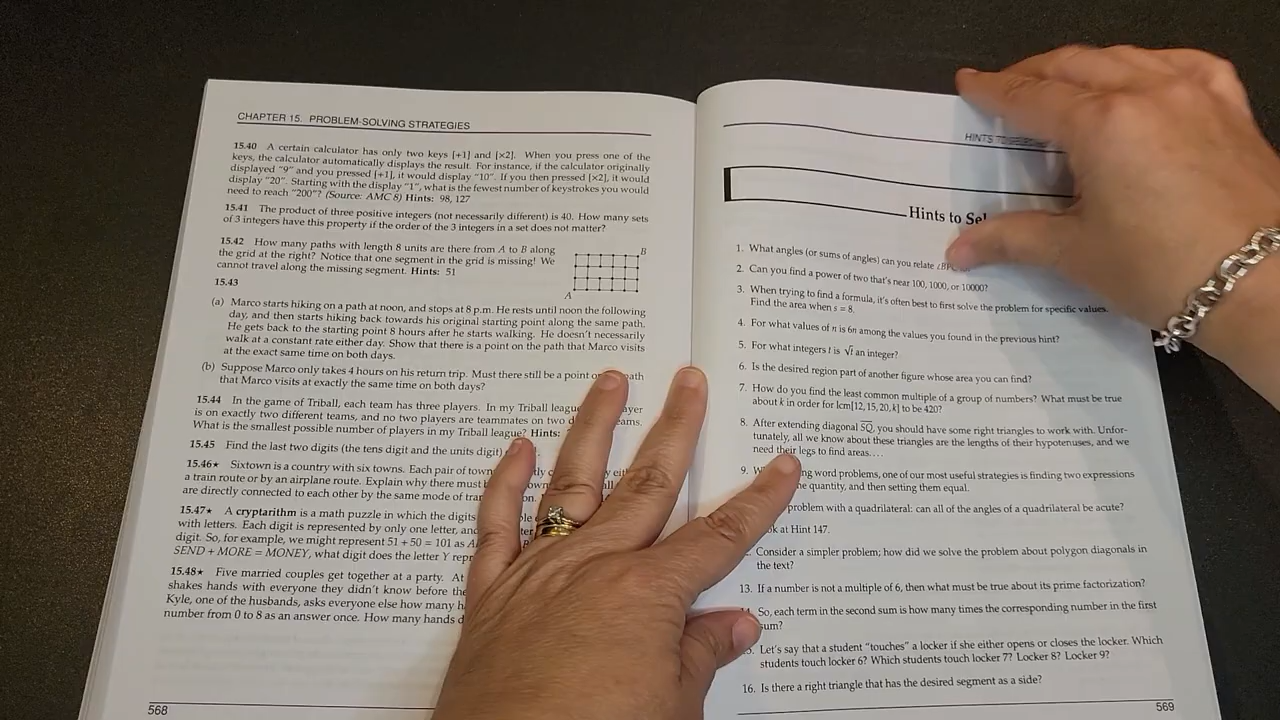 CHAPTER 15. PROBLEM-SOLVING STRATEGIES
15.40 A certain calculator has only two keys [+1] and [×2]. When you press one of the
keys, the calculator automatically displays the result. For instance, if the calculator originally
displayed "9" and you pressed [+1], it would display "10". If you then pressed [×2], it would
display "20". Starting with the display "1", what is the fewest number of keystrokes you would
need to reach "200"? (Source: AMC 8) Hints: 98, 127
15.41 The product of three positive integers (not necessarily different) is 40. How many sets
of 3 integers have this property if the order of the 3 integers in a set does not matter?
15.42 How many paths with length 8 units are there from A to B along
the grid at the right? Notice that one segment in the grid is missing! We
cannot travel along the missing segment. Hints: 51
B
A
15.43
(a) Marco starts hiking on a path at noon, and stops at 8 p.m. He rests until noon the following
day, and then starts hiking back towards his original starting point along the same path.
He gets back to the starting point 8 hours after he starts walking. He doesn't necessarily
walk at a constant rate either day. Show that there is a point on the path that Marco visits
at the exact same time on both days.
(b) Suppose Marco only takes 4 hours on his return trip. Must there still be a point path
that Marco visits at exactly the same time on both days?
15.44 In the game of Triball, each team has three players. In my Triball
is on exactly two different teams, and no two players are teammates on two
What is the smallest possible number of players in my Triball league? Hints:
15.45 Find the last two digits (the tens digit and the units digit)
15.46★ Sixtown is a country with six towns. Each pair of
a train route or by an airplane route. Explain why there must
are directly connected to each other by the same mode of
15.47★ A cryptarithm is a math puzzle in which the digits
with letters. Each digit is represented by only one letter, and
digit. So, for example, we might represent 51 + 50 = 101 as
SEND + MORE = MONEY, what digit does the letter Y
15.48★ Five married couples get together at a party. At
shakes hands with everyone they didn't know before the
Kyle, one of the husbands, asks everyone else how many
number from 0 to 8 as an answer once. How many hands
568
HINTS TO
Hints to
1. What angles (or sums of angles) can you relate
2. Can you find a power of two that's near 100, 1000, or 10000?
3. When trying to find a formula, it's often best to first solve the problem for specific values.
Find the area when s = 8.
4. For what values of n is 6n among the values you found in the previous hint?
5. For what integers t is √t an integer?
6. Is the desired region part of another figure whose area you can find?
7. How do you find the least common multiple of a group of numbers? What must be true
about k in order for lcm[12, 15, 20, k] to be 420?
8. After extending diagonal SQ, you should have some right triangles to work with. Unfor-
tunately, all we know about these triangles are the lengths of their hypotenuses, and we
need their legs to find areas....
9. word problems, one of our most useful strategies is finding two expressions
quantity, and then setting them equal.
problem with a quadrilateral: can all of the angles of a quadrilateral be acute?
at Hint 147.
Consider a simpler problem; how did we solve the problem about polygon diagonals in
the text?
13. If a number is not a multiple of 6, then what must be true about its prime factorization?
So, each term in the second sum is how many times the corresponding number in the first
sum?
Let's say that a student "touches" a locker if she either opens or closes the locker. Which
students touch locker 6? Which students touch locker 7? Locker 8? Locker 9?
16. Is there a right triangle that has the desired segment as a side?
569